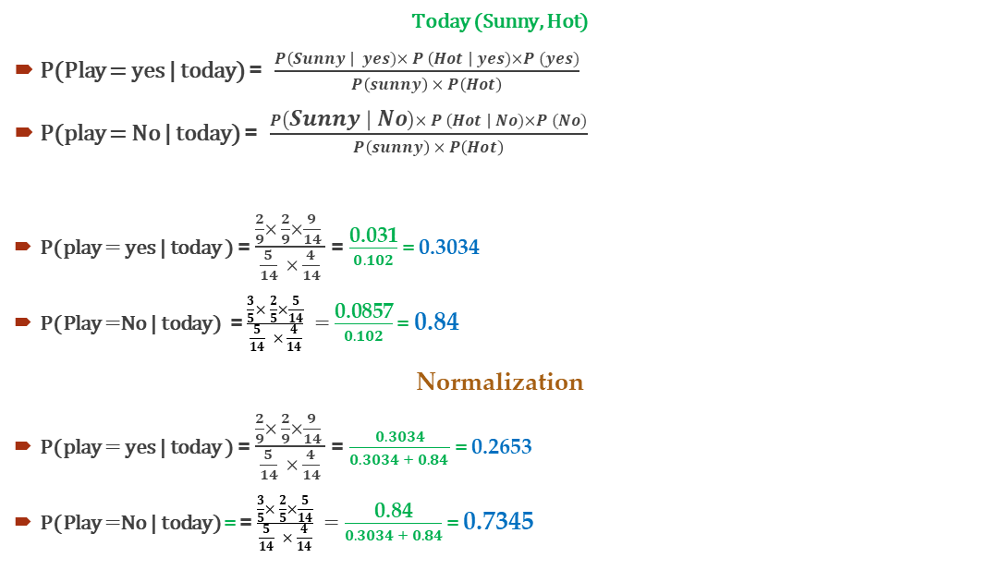 Today (Sunny, Hot)
P(Play = yes | today) = P(Sunny | yes)× P (Hot | yes)×P (yes) / P(sunny) × P(Hot)
P(play = No | today) = P(Sunny | No)× P (Hot | No)×P (No) / P(sunny) × P(Hot)
P(play = yes | today ) = 2/9 × 2/9 × 9/14 / 5/14 × 4/14 = 0.031/0.102 = 0.3034
P(Play =No | today) = 3/5 × 2/5 × 5/14 / 5/14 × 4/14 = 0.0857/0.102 = 0.84
Normalization
P(play = yes | today ) = 2/9 × 2/9 × 9/14 / 5/14 × 4/14 = 0.3034 / 0.3034 + 0.84 = 0.2653
P(Play =No | today) = = 3/5 × 2/5 × 5/14 / 5/14 × 4/14 = 0.84 / 0.3034 + 0.84 = 0.7345